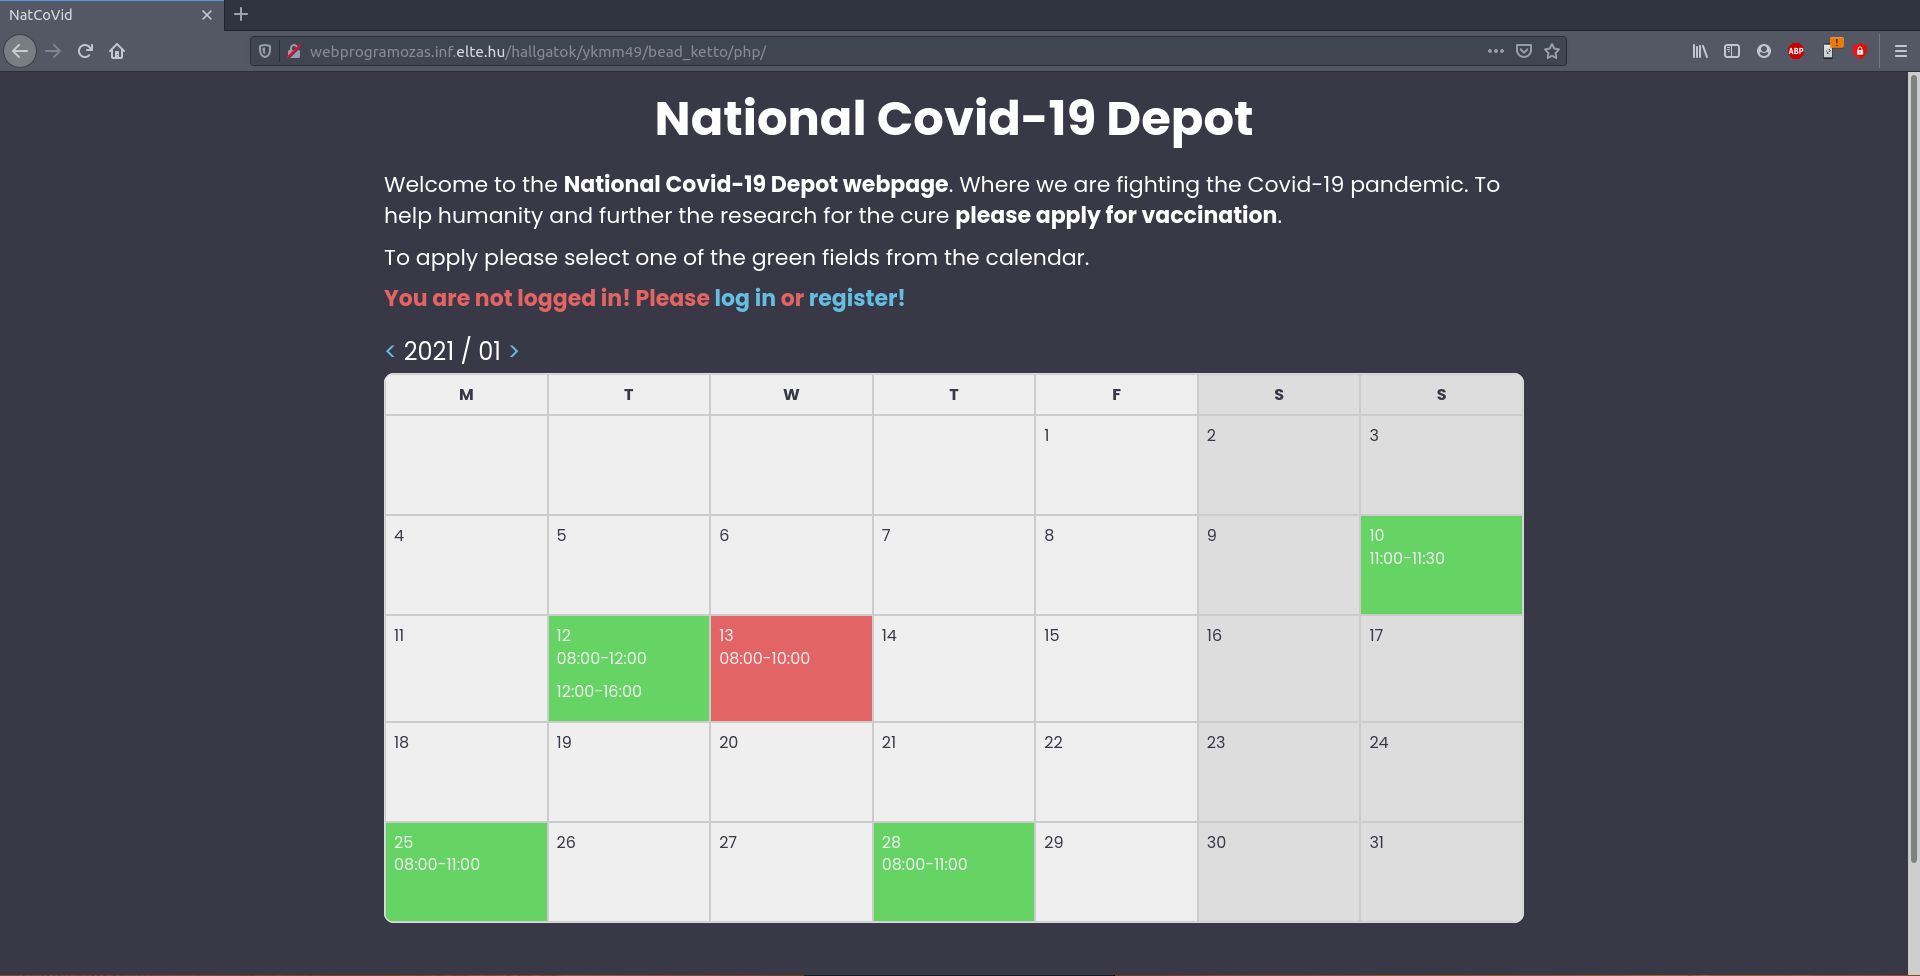 NatCoVid
webprogramozas.inf.elte.hu/hallgatok/ykmm49/bead_ketto/php/
ABP
!
National Covid-19 Depot
Welcome to the National Covid-19 Depot webpage. Where we are fighting the Covid-19 pandemic. To
help humanity and further the research for the cure please apply for vaccination.
To apply please select one of the green fields from the calendar.
You are not logged in! Please log in or register!
< 2021 / 01 >
M T W T F S S
1 2 3
4 5 6 7 8 9 10
11:00-11:30
11 12 13 14 15 16 17
08:00-12:00 08:00-10:00
12:00-16:00
18 19 20 21 22 23 24
25 26 27 28 29 30 31
08:00-11:00 08:00-11:00